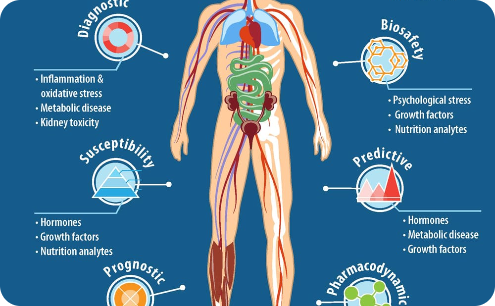 Diagnostic
• Inflammation &
oxidative stress
• Metabolic disease
• Kidney toxicity
Biosafety
• Psychological stress
• Growth factors
• Nutrition analytes
Susceptibility
• Hormones
• Growth factors
• Nutrition analytes
Predictive
• Hormones
• Metabolic disease
• Growth factors
Prognostic
Pharmacodynamic